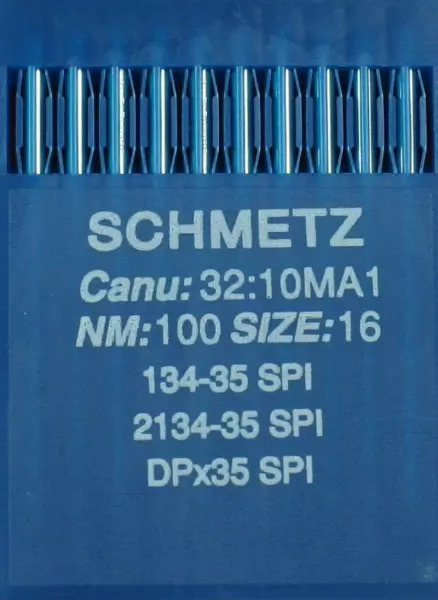 SCHMETZ
Canu: 32:10MA1
NM:100 SIZE:16
134-35 SPI
2134-35 SPI
DPx35 SPI